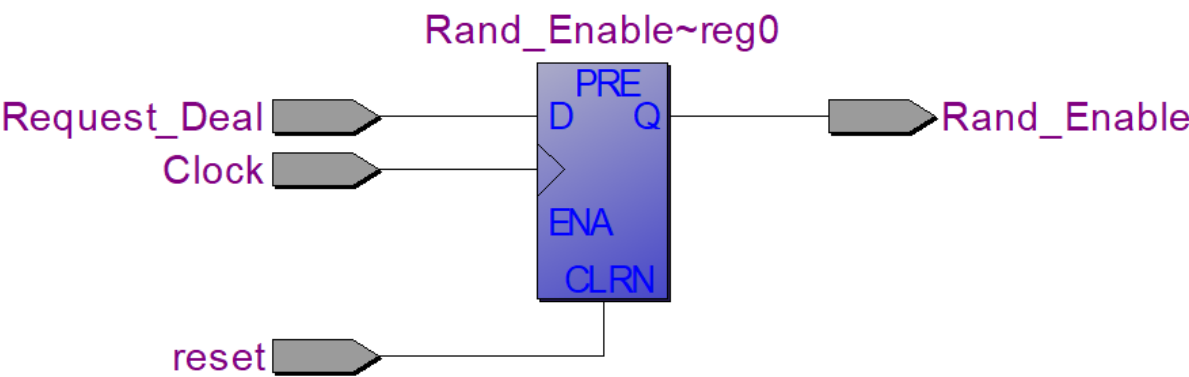 Rand_Enable~reg0
PRE
Request_Deal
D
Q
Rand_Enable
Clock
ENA
CLRN
reset